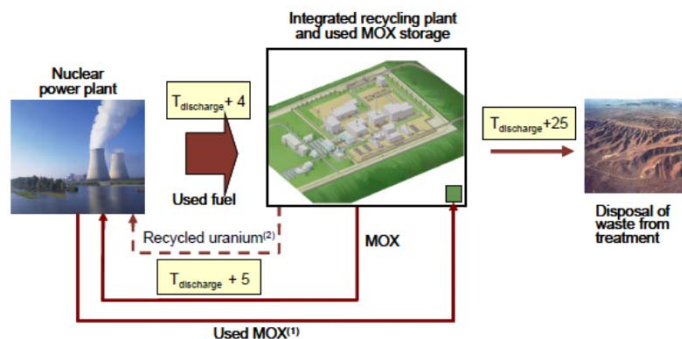 Integrated recycling plant
and used MOX storage
Nuclear
power plant
T discharge + 4
T discharge +25
Used fuel
Disposal of
waste from
treatment
Recycled uranium(2)
MOX
T discharge + 5
Used MOX(1)